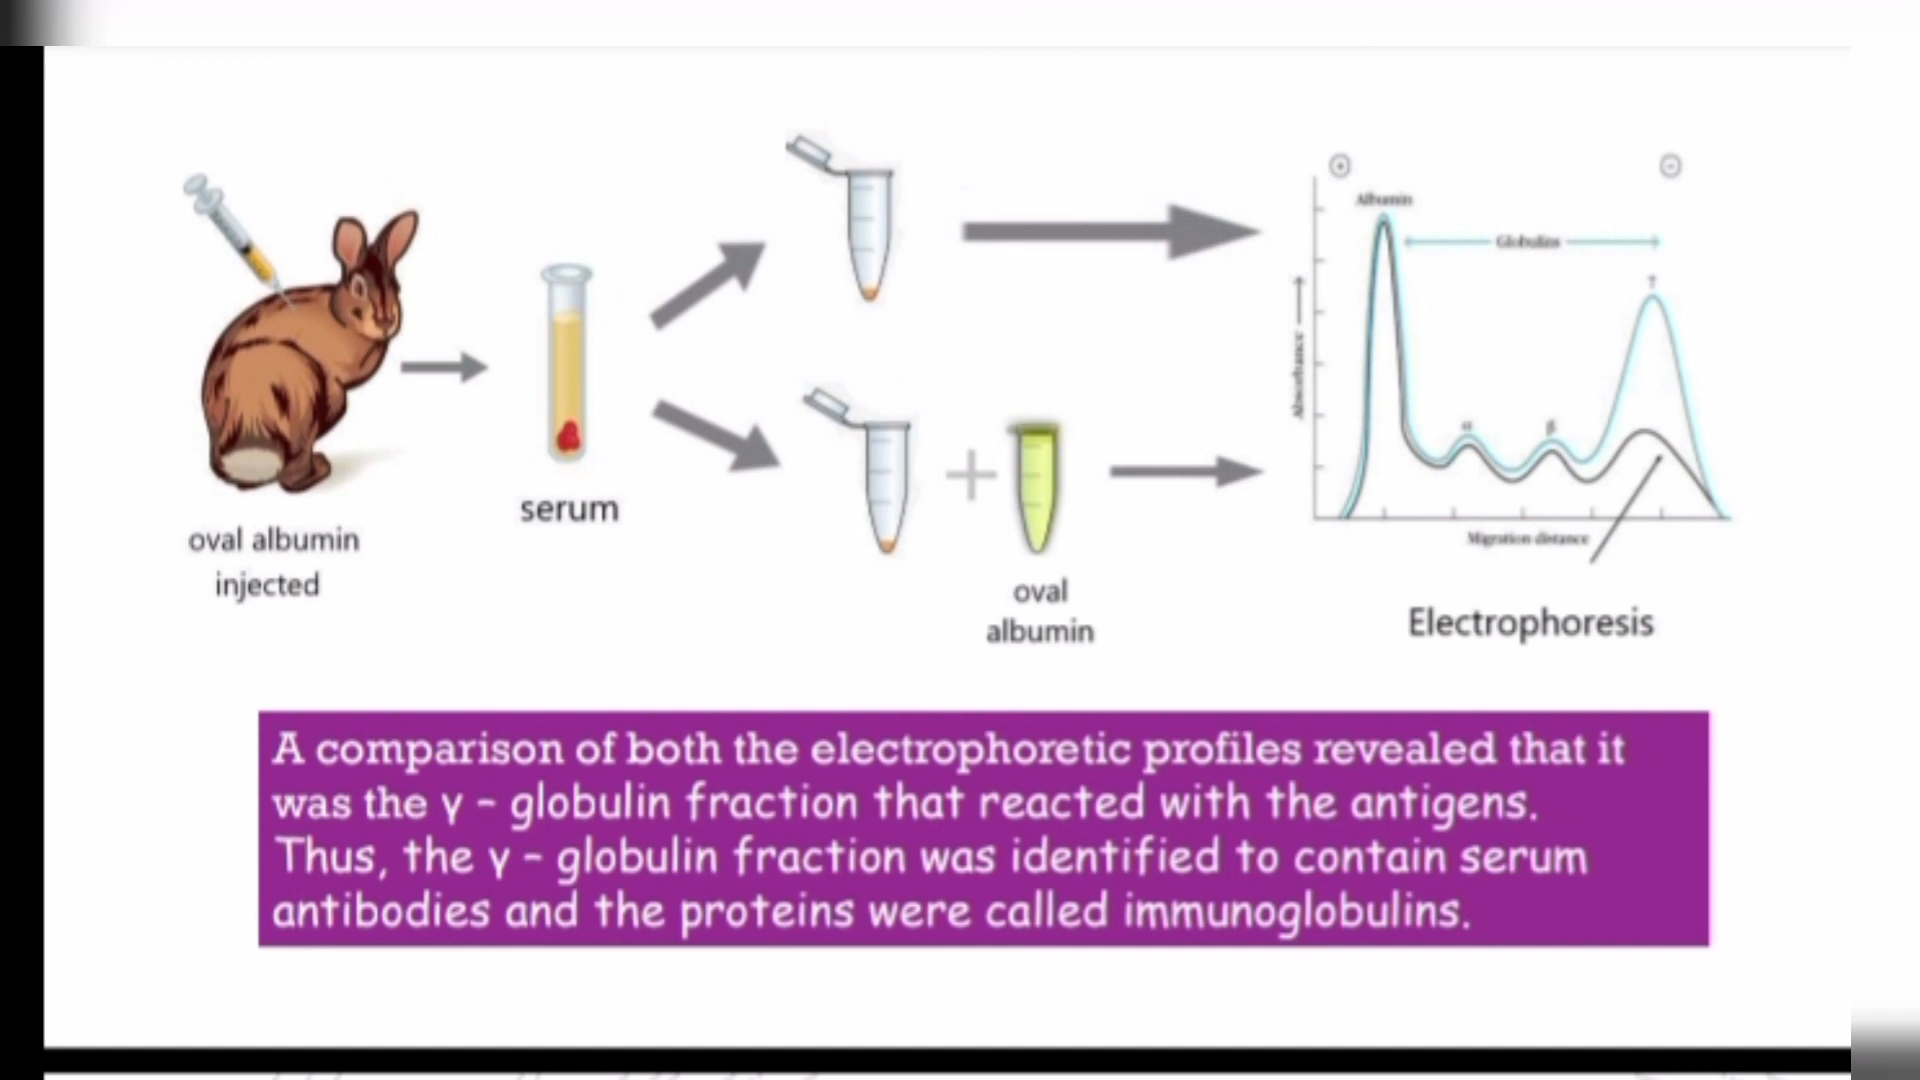 Albumin
Globulins
γ
α
β
Absorbance
Migration distance
serum
oval albumin
injected
oval
albumin
Electrophoresis
A comparison of both the electrophoretic profiles revealed that it
was the γ – globulin fraction that reacted with the antigens.
Thus, the γ – globulin fraction was identified to contain serum
antibodies and the proteins were called immunoglobulins.